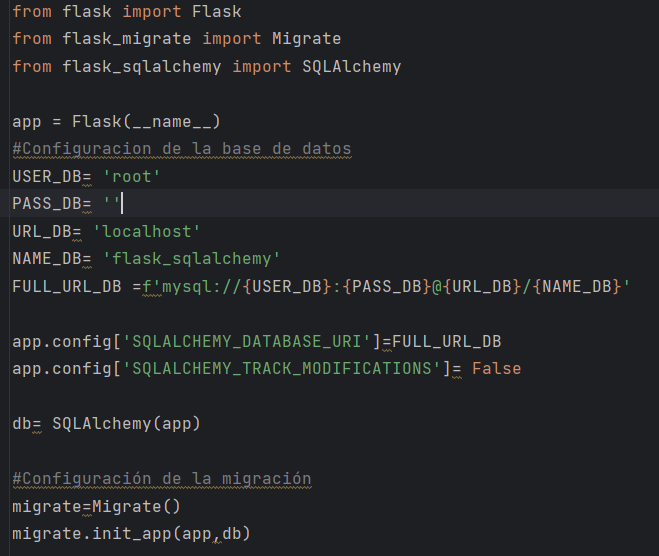 from flask import Flask
from flask_migrate import Migrate
from flask_sqlalchemy import SQLAlchemy
app = Flask(__name__)
#Configuracion de la base de datos
USER_DB= 'root'
PASS_DB= ''
URL_DB= 'localhost'
NAME_DB= 'flask_sqlalchemy'
FULL_URL_DB =f'mysql://{USER_DB}:{PASS_DB}@{URL_DB}/{NAME_DB}'
app.config['SQLALCHEMY_DATABASE_URI']=FULL_URL_DB
app.config['SQLALCHEMY_TRACK_MODIFICATIONS']= False
db= SQLAlchemy(app)
#Configuración de la migración
migrate=Migrate()
migrate.init_app(app,db)